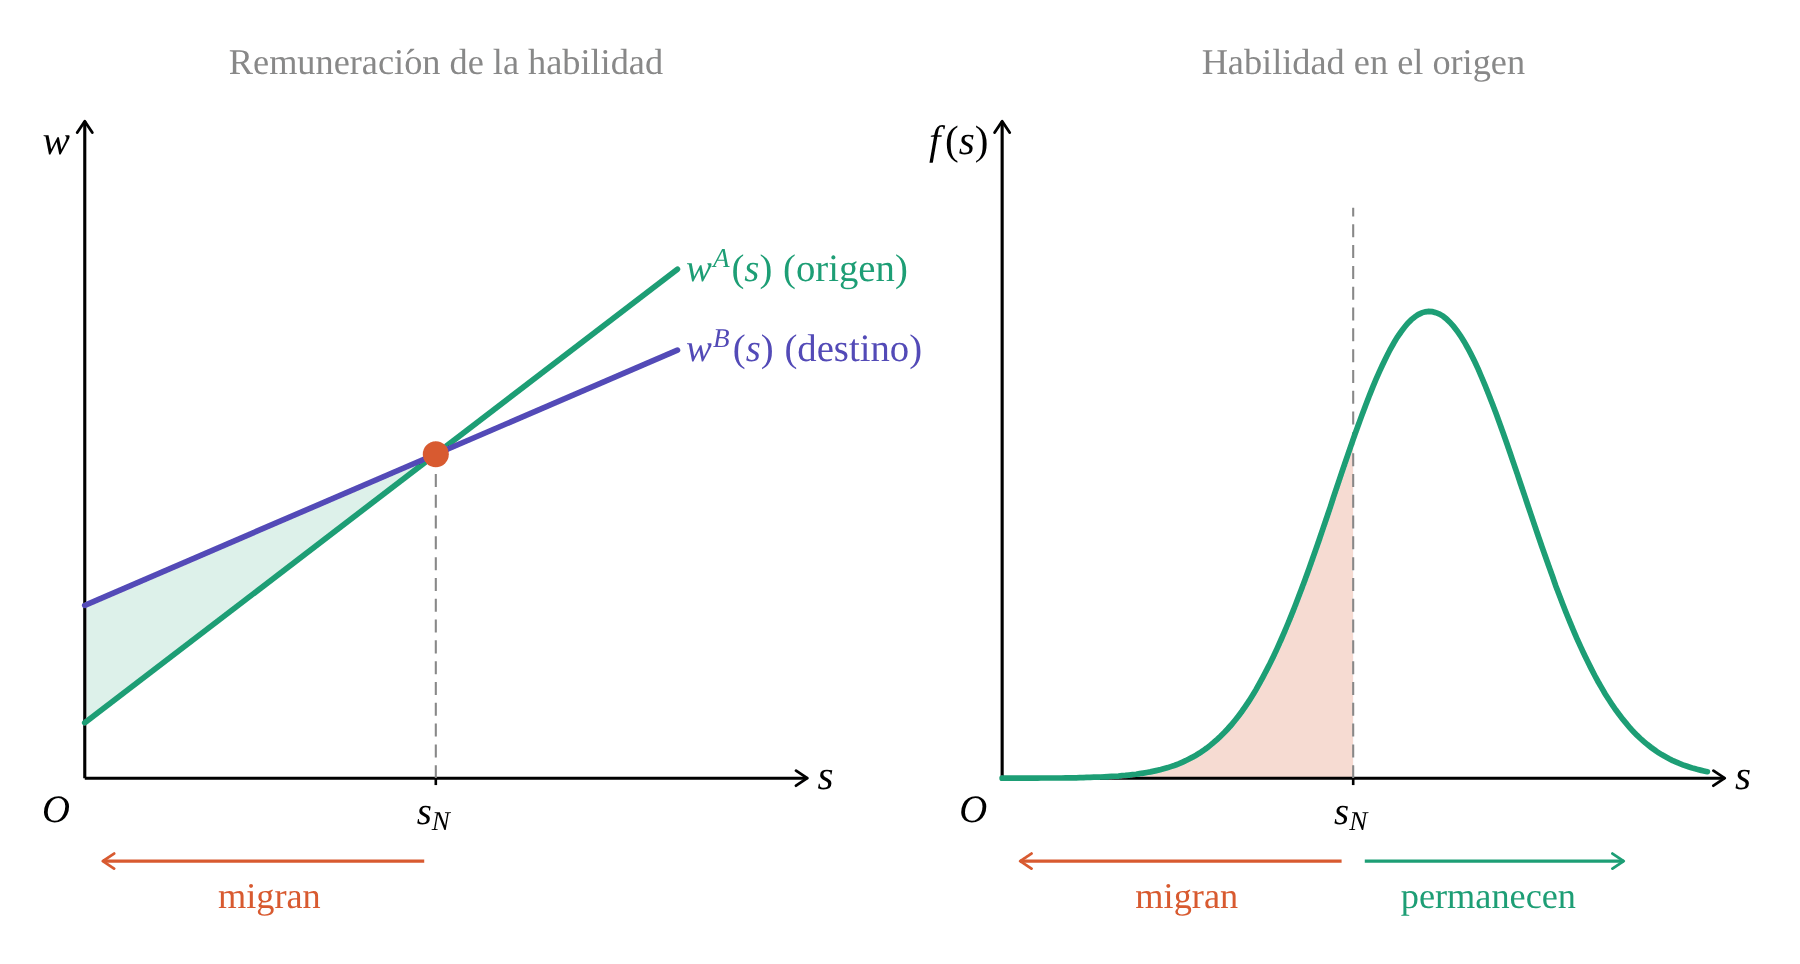 Remuneración de la habilidad
w
w^A(s) (origen)
w^B(s) (destino)
s
O
s_N
migran
Habilidad en el origen
f(s)
s
O
s_N
migran
permanecen